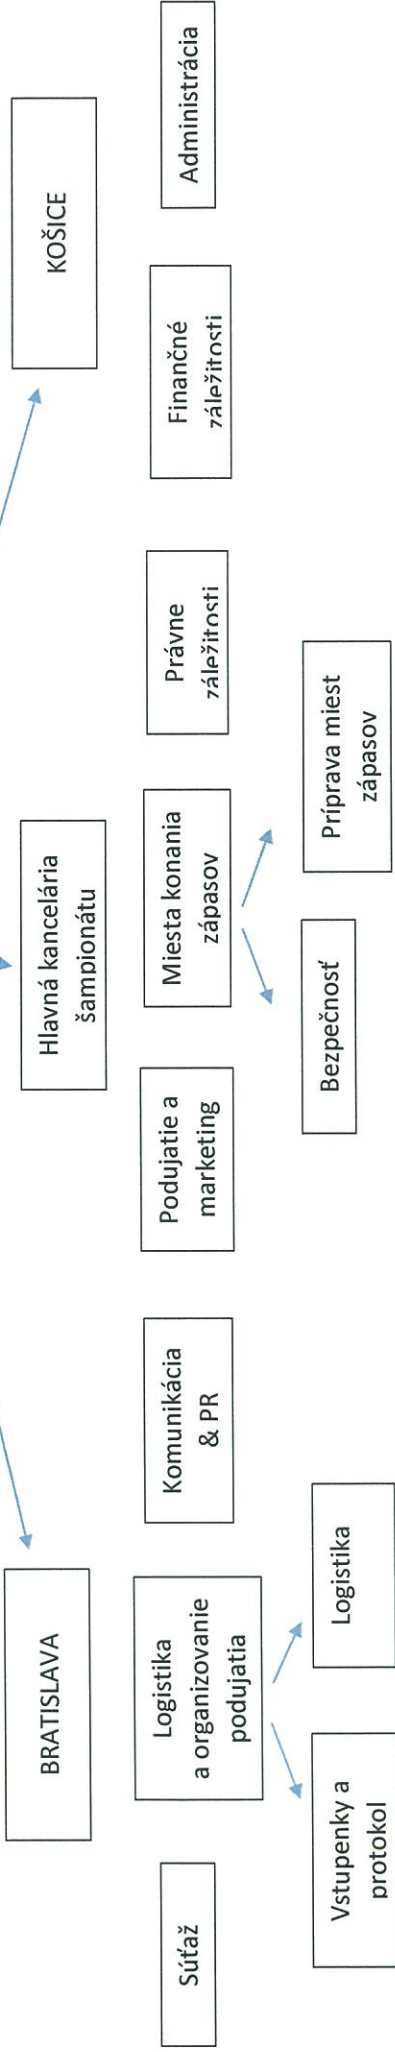 BRATISLAVA
Hlavná kancelária
šampionátu
KOŠICE
Súťaž
Logistika
a organizovanie
podujatia
Komunikácia
& PR
Podujatie a
marketing
Miesta konania
zápasov
Právne
záležitosti
Finančné
záležitosti
Administrácia
Vstupenky a
protokol
Logistika
Bezpečnosť
Príprava miest
zápasov